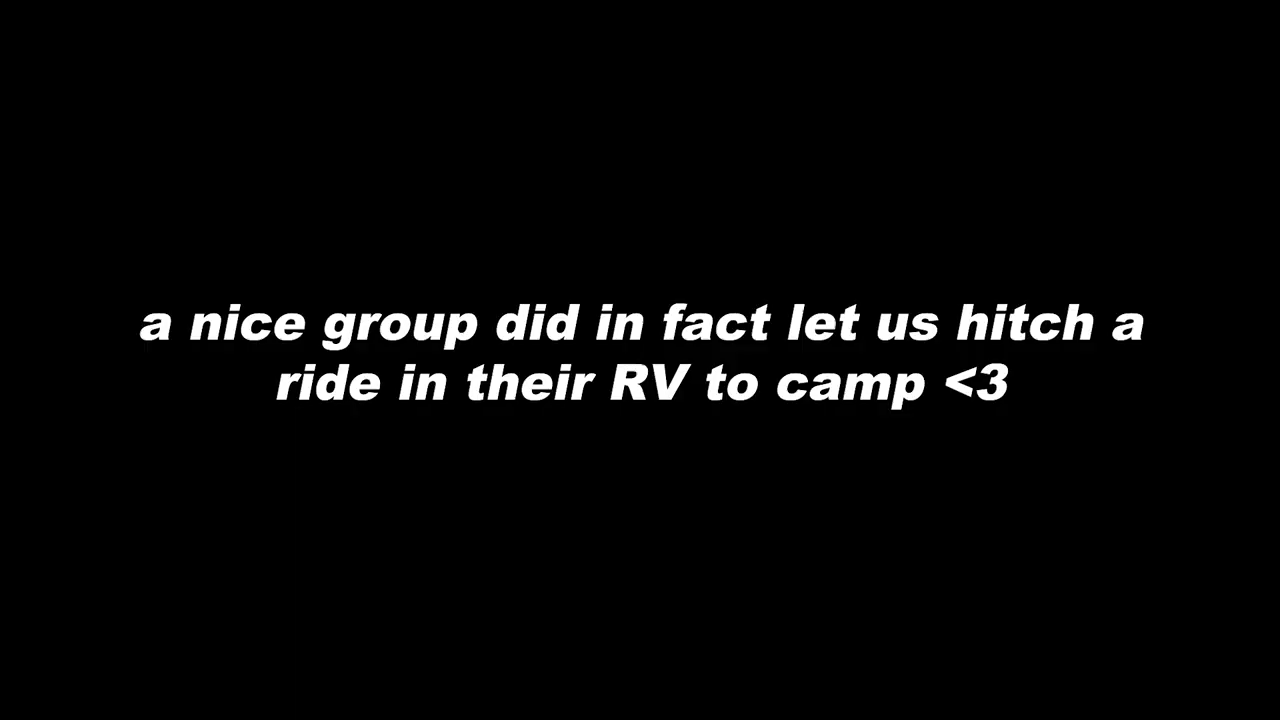 a nice group did in fact let us hitch a
ride in their RV to camp <3